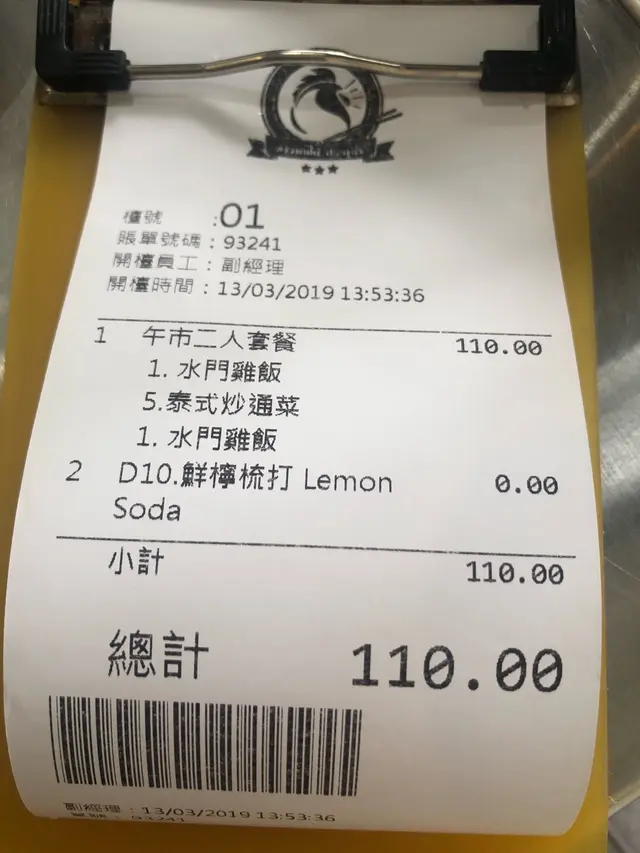 檯號 :01
賬單號碼：93241
開檯員工：副經理
開檯時間：13/03/2019 13:53:36
1 午市二人套餐 110.00
1. 水門雞飯
5.泰式炒通菜
1. 水門雞飯
2 D10.鮮檸梳打 Lemon 0.00
Soda
小計 110.00
總計 110.00
副經理：13/03/2019 13:53:36
93241